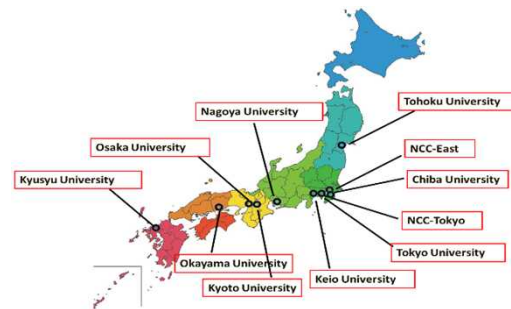 Nagoya University
Tohoku University
Osaka University
NCC-East
Kyusyu University
Chiba University
NCC-Tokyo
Okayama University
Tokyo University
Kyoto University
Keio University